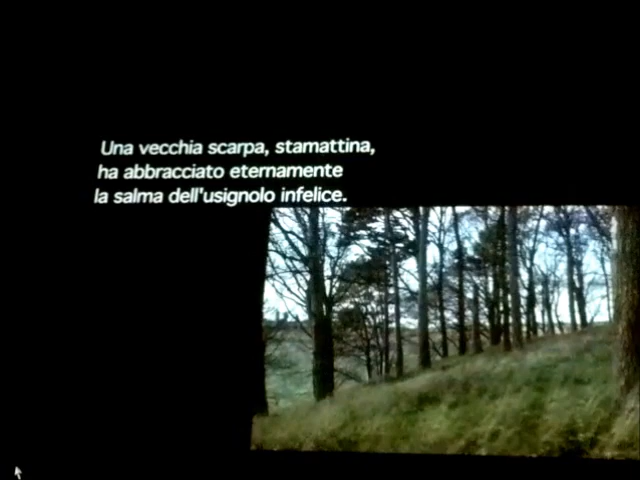 Una vecchia scarpa, stamattina,
ha abbracciato eternamente
la salma dell'usignolo infelice.